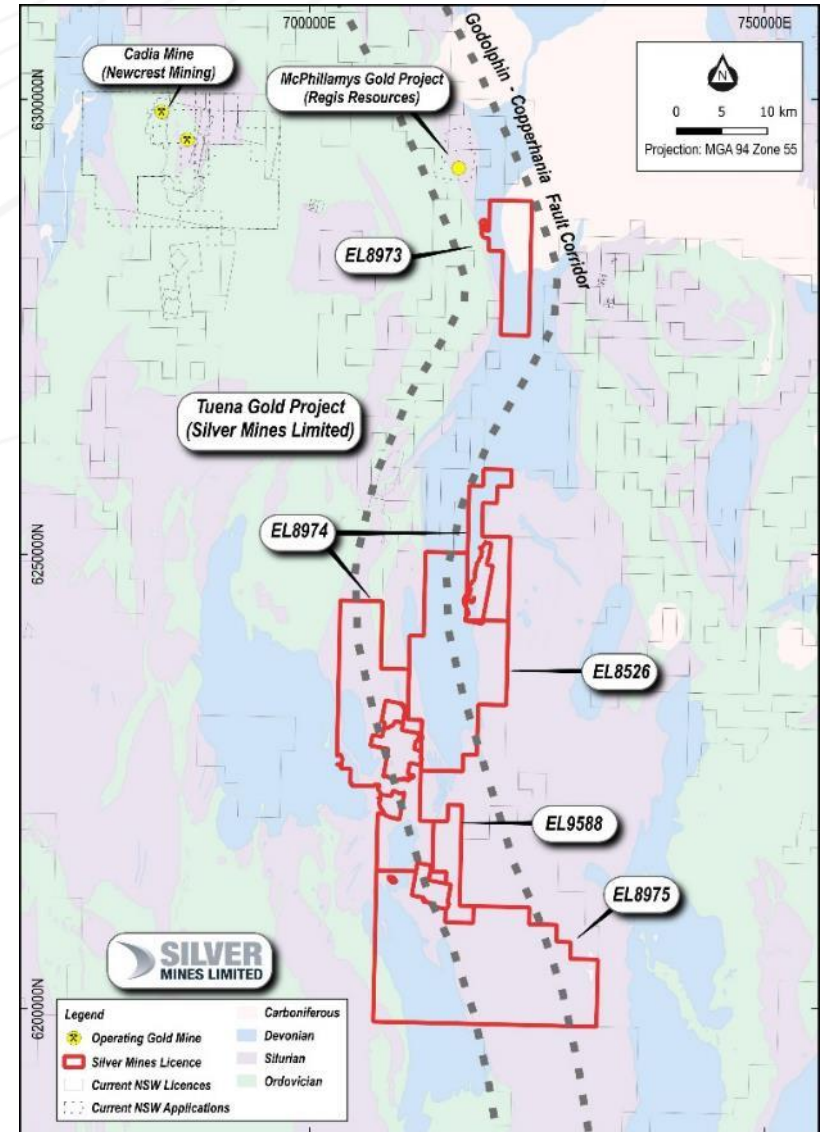 700000E
750000E
Godolphin - Copperhania Fault Corridor
Cadia Mine
(Newcrest Mining)
McPhillamys Gold Project
(Regis Resources)
N
0 5 10 km
Projection: MGA 94 Zone 55
6300000N
EL8973
Tuena Gold Project
(Silver Mines Limited)
EL8974
6250000N
EL8526
EL9588
EL8975
SILVER
MINES LIMITED
6200000N
Legend
Operating Gold Mine
Silver Mines Licence
Current NSW Licences
Current NSW Applications
Carboniferous
Devonian
Siturian
Ordovician